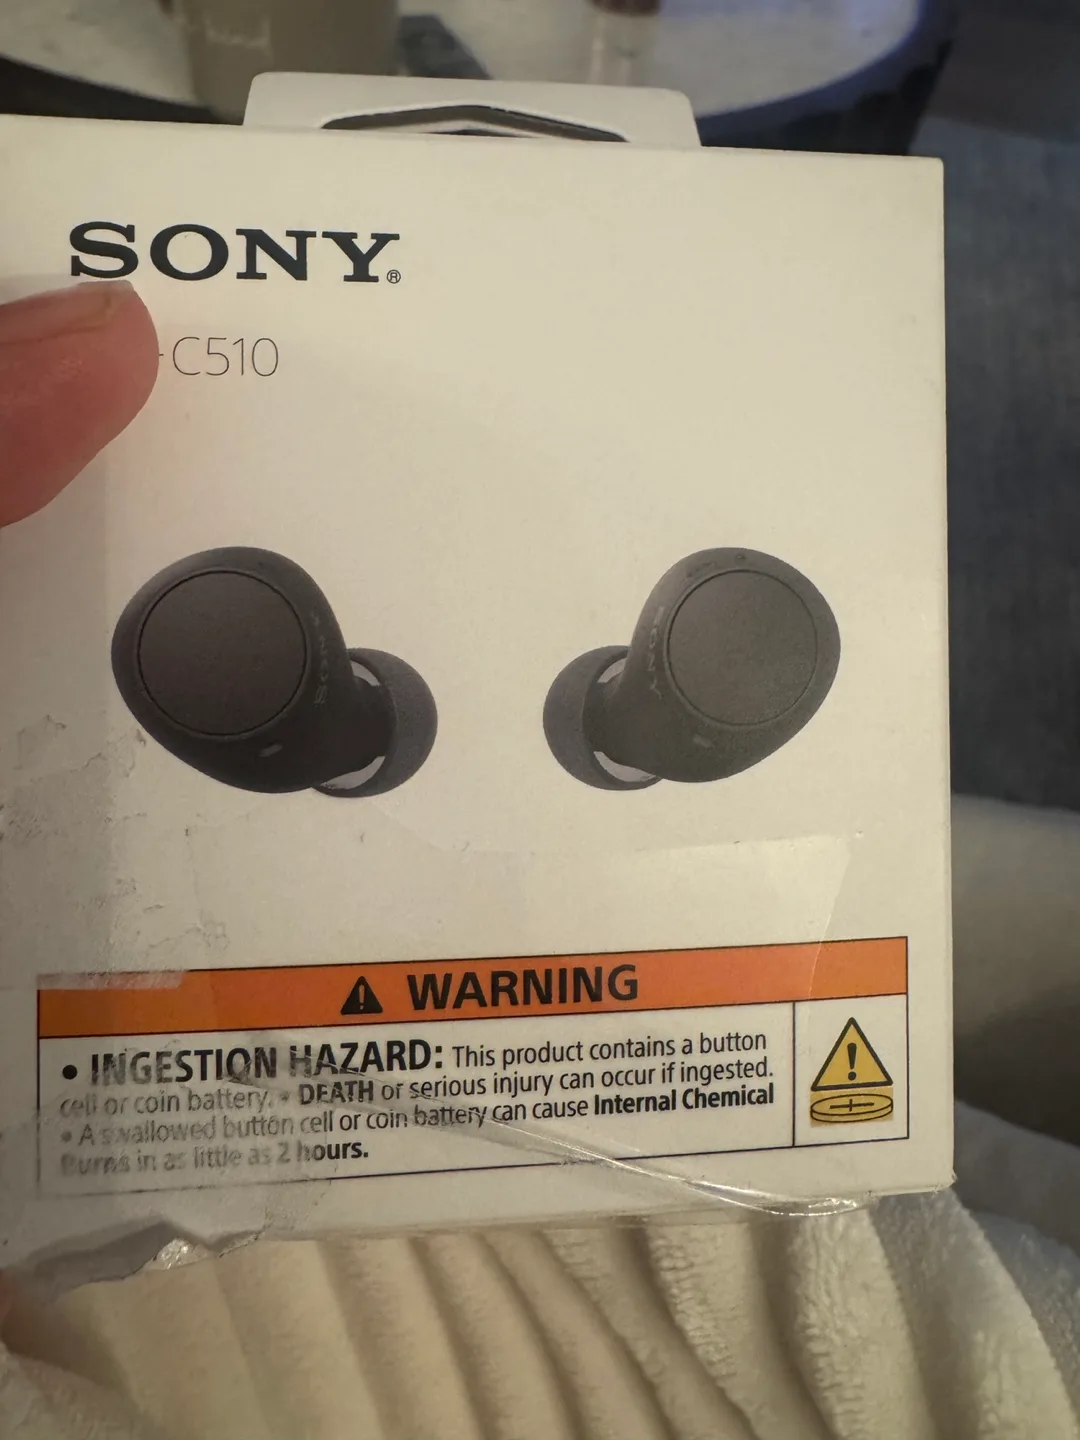 SONY®
-C510
SONY
SONY
WARNING
• INGESTION HAZARD: This product contains a button
cell or coin battery. • DEATH or serious injury can occur if ingested.
• A swallowed button cell or coin battery can cause Internal Chemical
Burns in as little as 2 hours.